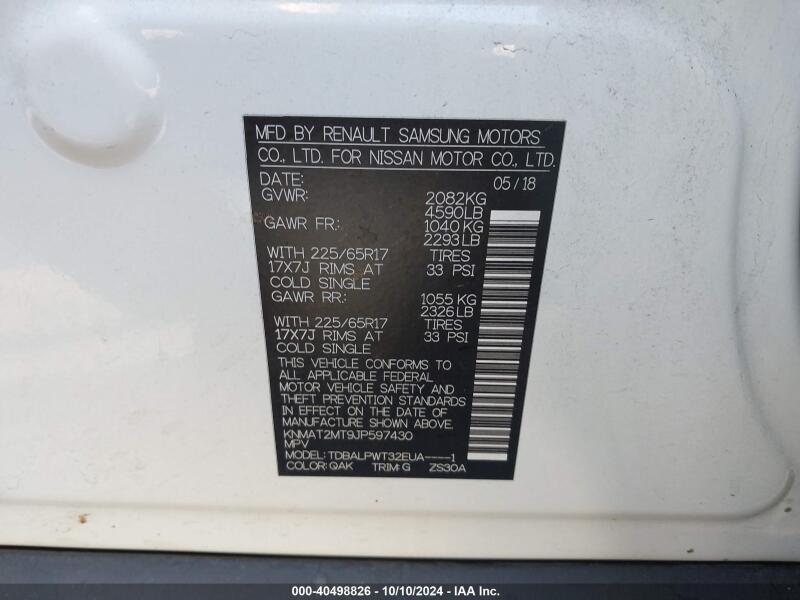 MFD BY RENAULT SAMSUNG MOTORS
CO., LTD. FOR NISSAN MOTOR CO., LTD.
DATE: 05/18
GVWR: 2082KG
4590LB
GAWR FR: 1040 KG
2293 LB
WITH 225/65R17 TIRES
17X7J RIMS AT 33 PSI
COLD SINGLE
GAWR RR: 1055 KG
2326 LB
WITH 225/65R17 TIRES
17X7J RIMS AT 33 PSI
COLD SINGLE
THIS VEHICLE CONFORMS TO
ALL APPLICABLE FEDERAL
MOTOR VEHICLE SAFETY AND
THEFT PREVENTION STANDARDS
IN EFFECT ON THE DATE OF
MANUFACTURE SHOWN ABOVE.
KNMAT2MT9JP597430
MPV
MODEL: TDBALPWT32EUA----1
COLOR: QAK TRIM: G ZS30A
000-40498826 - 10/10/2024 - IAA Inc.